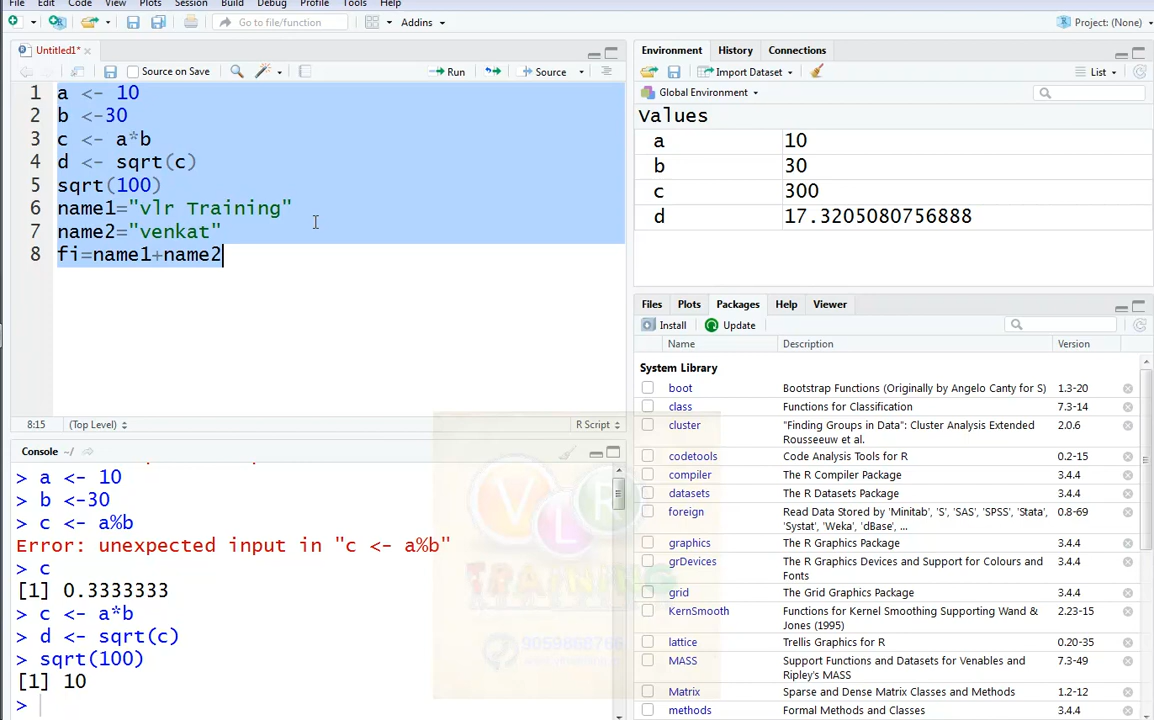 File Edit Code View Plots Session Build Debug Profile Tools Help
Go to file/function
Addins
Project: (None)
Untitled1*
Source on Save
Run
Source
1 a <- 10
2 b <-30
3 c <- a*b
4 d <- sqrt(c)
5 sqrt(100)
6 name1="vlr Training"
7 name2="venkat"
8 fi=name1+name2
8:15 (Top Level) R Script
Console ~/
> a <- 10
> b <-30
> c <- a%b
Error: unexpected input in "c <- a%b"
> c
[1] 0.3333333
> c <- a*b
> d <- sqrt(c)
> sqrt(100)
[1] 10
>
VLR
TRAINING
9059868766
Environment History Connections
Import Dataset
List
Global Environment
Values
a 10
b 30
c 300
d 17.3205080756888
Files Plots Packages Help Viewer
Install Update
Name Description Version
System Library
boot Bootstrap Functions (Originally by Angelo Canty for S) 1.3-20
class Functions for Classification 7.3-14
cluster "Finding Groups in Data": Cluster Analysis Extended 2.0.6
Rousseeuw et al.
codetools Code Analysis Tools for R 0.2-15
compiler The R Compiler Package 3.4.4
datasets The R Datasets Package 3.4.4
foreign Read Data Stored by 'Minitab', 'S', 'SAS', 'SPSS', 'Stata', 0.8-69
'Systat', 'Weka', 'dBase', ...
graphics The R Graphics Package 3.4.4
grDevices The R Graphics Devices and Support for Colours and 3.4.4
Fonts
grid The Grid Graphics Package 3.4.4
KernSmooth Functions for Kernel Smoothing Supporting Wand & 2.23-15
Jones (1995)
lattice Trellis Graphics for R 0.20-35
MASS Support Functions and Datasets for Venables and 7.3-49
Ripley's MASS
Matrix Sparse and Dense Matrix Classes and Methods 1.2-12
methods Formal Methods and Classes 3.4.4